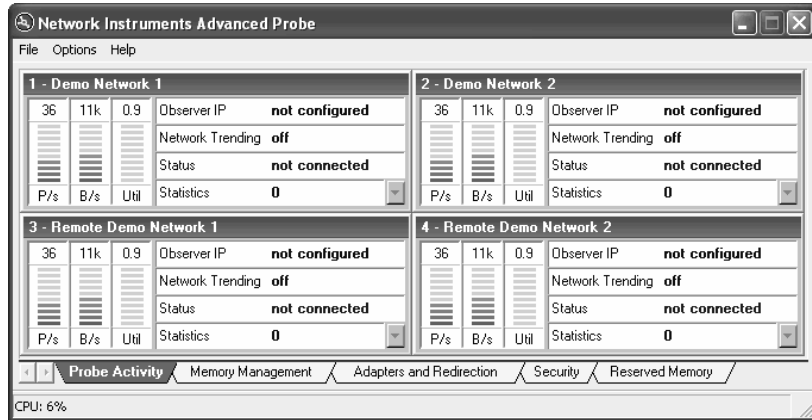 Network Instruments Advanced Probe
File Options Help
1 - Demo Network 1
36 11k 0.9 Observer IP not configured
Network Trending off
Status not connected
P/s B/s Util Statistics 0
2 - Demo Network 2
36 11k 0.9 Observer IP not configured
Network Trending off
Status not connected
P/s B/s Util Statistics 0
3 - Remote Demo Network 1
36 11k 0.9 Observer IP not configured
Network Trending off
Status not connected
P/s B/s Util Statistics 0
4 - Remote Demo Network 2
36 11k 0.9 Observer IP not configured
Network Trending off
Status not connected
P/s B/s Util Statistics 0
Probe Activity Memory Management Adapters and Redirection Security Reserved Memory
CPU: 6%